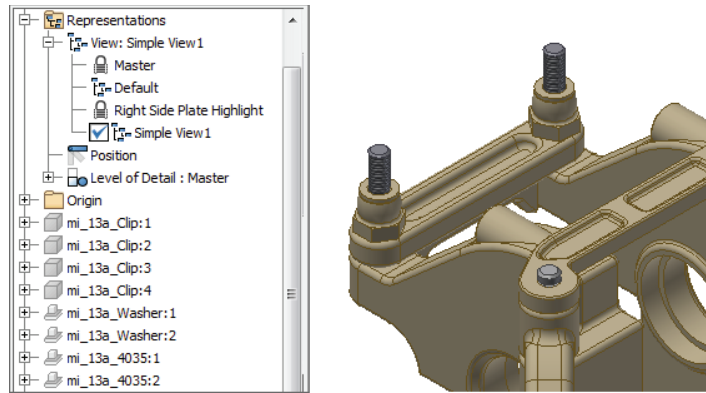 Representations
View: Simple View1
Master
Default
Right Side Plate Highlight
Simple View1
Position
Level of Detail : Master
Origin
mi_13a_Clip:1
mi_13a_Clip:2
mi_13a_Clip:3
mi_13a_Clip:4
mi_13a_Washer:1
mi_13a_Washer:2
mi_13a_4035:1
mi_13a_4035:2